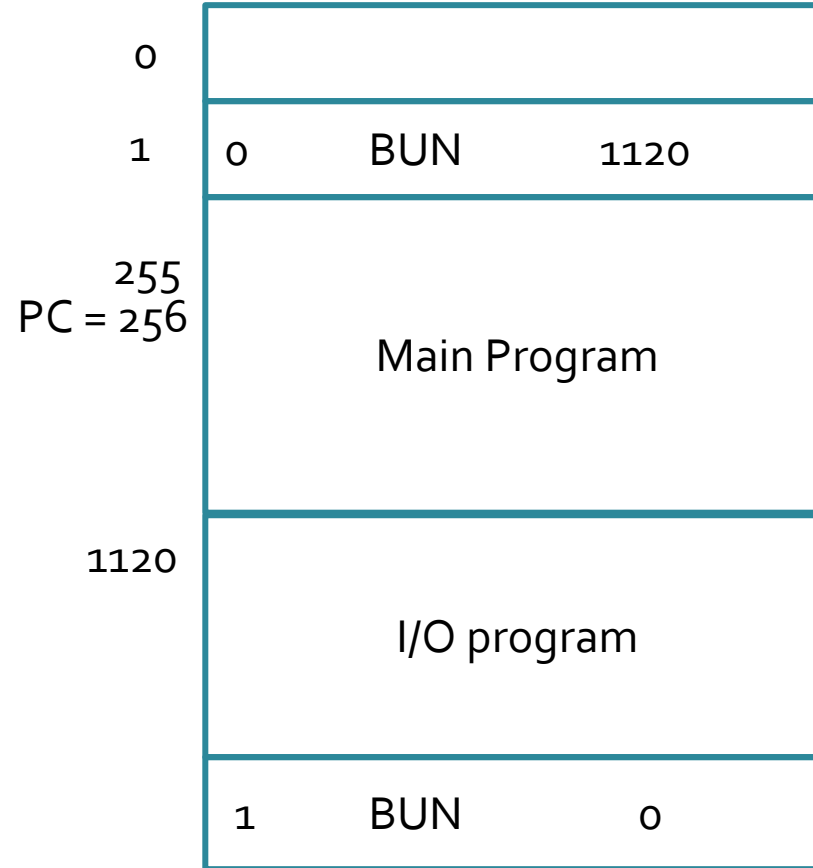 0
1 0 BUN 1120
255
PC = 256
Main Program
1120
I/O program
1 BUN 0